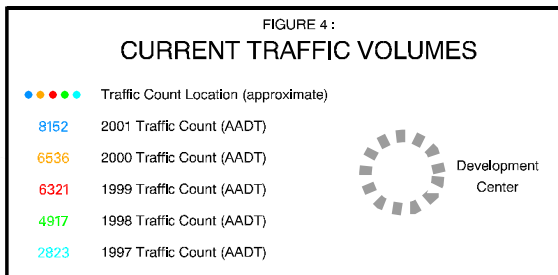 FIGURE 4 :
CURRENT TRAFFIC VOLUMES
Traffic Count Location (approximate)
8152 2001 Traffic Count (AADT)
6536 2000 Traffic Count (AADT)
6321 1999 Traffic Count (AADT)
4917 1998 Traffic Count (AADT)
2823 1997 Traffic Count (AADT)
Development
Center